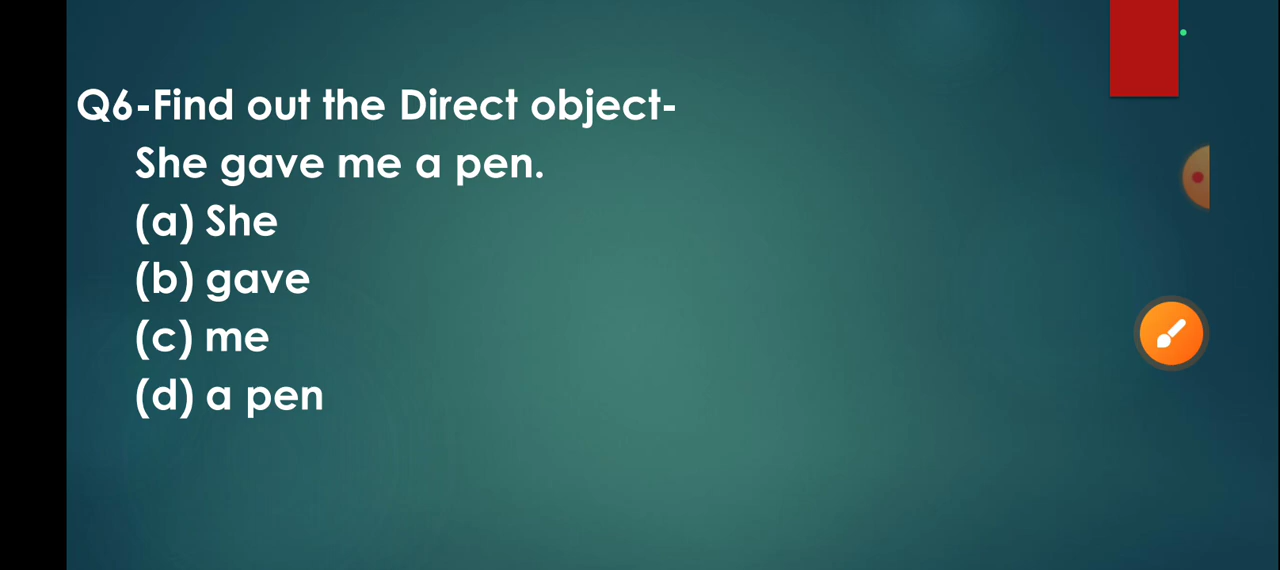 Q6-Find out the Direct object-
She gave me a pen.
(a) She
(b) gave
(c) me
(d) a pen